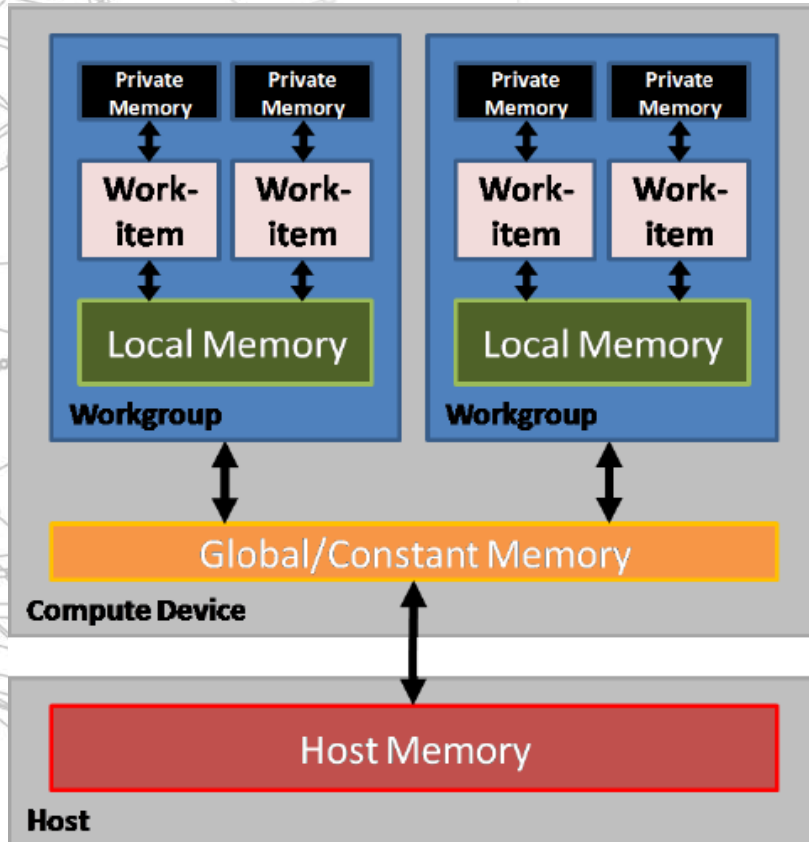 Private
Memory
Private
Memory
Private
Memory
Private
Memory
Work-
item
Work-
item
Work-
item
Work-
item
Local Memory
Local Memory
Workgroup
Workgroup
Global/Constant Memory
Compute Device
Host Memory
Host